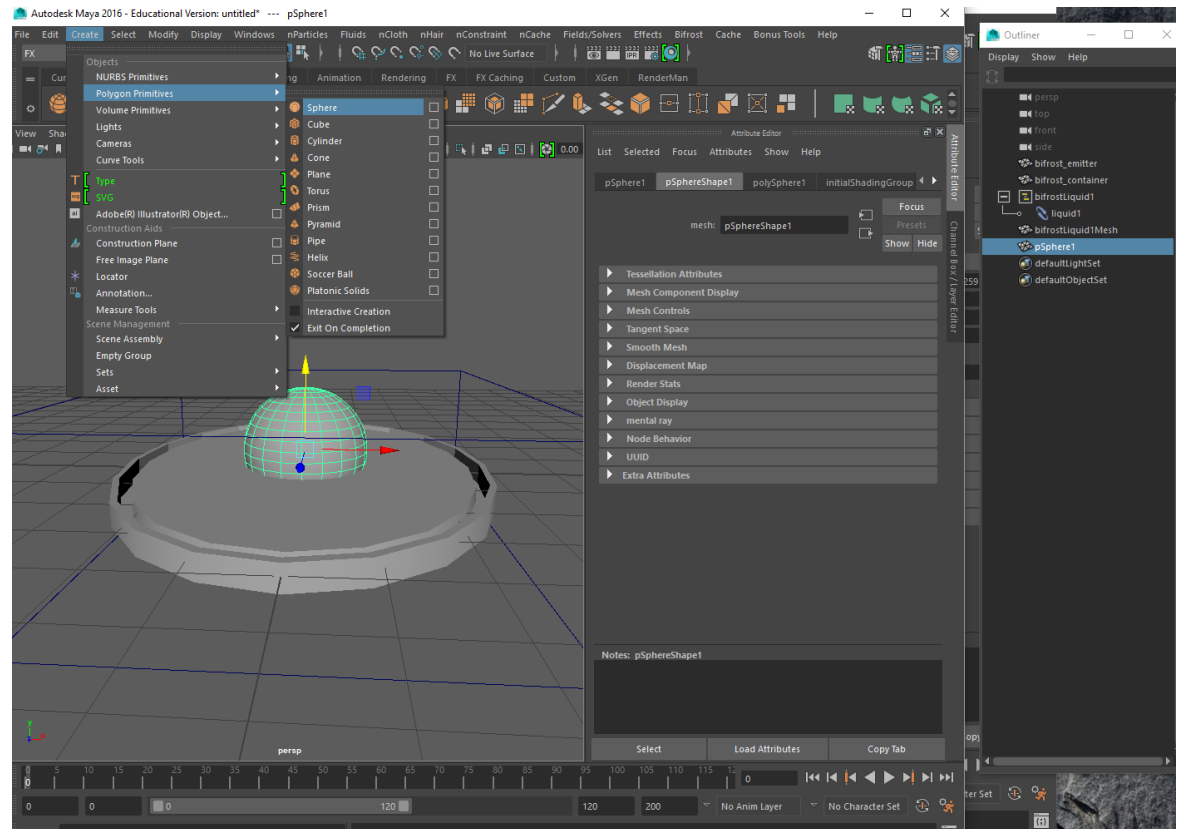 Autodesk Maya 2016 - Educational Version: untitled* --- pSphere1
File Edit Create Select Modify Display Windows nParticles Fluids nCloth nHair nConstraint nCache Fields/Solvers Effects Bifrost Cache Bonus Tools Help
FX
No Live Surface
Cur
ng Animation Rendering FX FX Caching Custom XGen RenderMan
View Shad
0.00
Objects
NURBS Primitives
Polygon Primitives
Volume Primitives
Lights
Cameras
Curve Tools
Type
SVG
Adobe(R) Illustrator(R) Object...
Construction Aids
Construction Plane
Free Image Plane
Locator
Annotation...
Measure Tools
Scene Management
Scene Assembly
Empty Group
Sets
Asset
Sphere
Cube
Cylinder
Cone
Plane
Torus
Prism
Pyramid
Pipe
Helix
Soccer Ball
Platonic Solids
Interactive Creation
Exit On Completion
persp
Attribute Editor
List Selected Focus Attributes Show Help
pSphere1 pSphereShape1 polySphere1 initialShadingGroup
Focus
mesh: pSphereShape1
Presets
Show Hide
Tessellation Attributes
Mesh Component Display
Mesh Controls
Tangent Space
Smooth Mesh
Displacement Map
Render Stats
Object Display
mental ray
Node Behavior
UUID
Extra Attributes
Notes: pSphereShape1
Select Load Attributes Copy Tab
Attribute Editor
Channel Box / Layer Editor
0 5 10 15 20 25 30 35 40 45 50 55 60 65 70 75 80 85 90 95 100 105 110 115 12
0
0
0 0 0 120 120 200 No Anim Layer No Character Set
Outliner
Display Show Help
persp
top
front
side
bifrost_emitter
bifrost_container
bifrostLiquid1
liquid1
bifrostLiquid1Mesh
pSphere1
defaultLightSet
defaultObjectSet
259
opy
ter Set